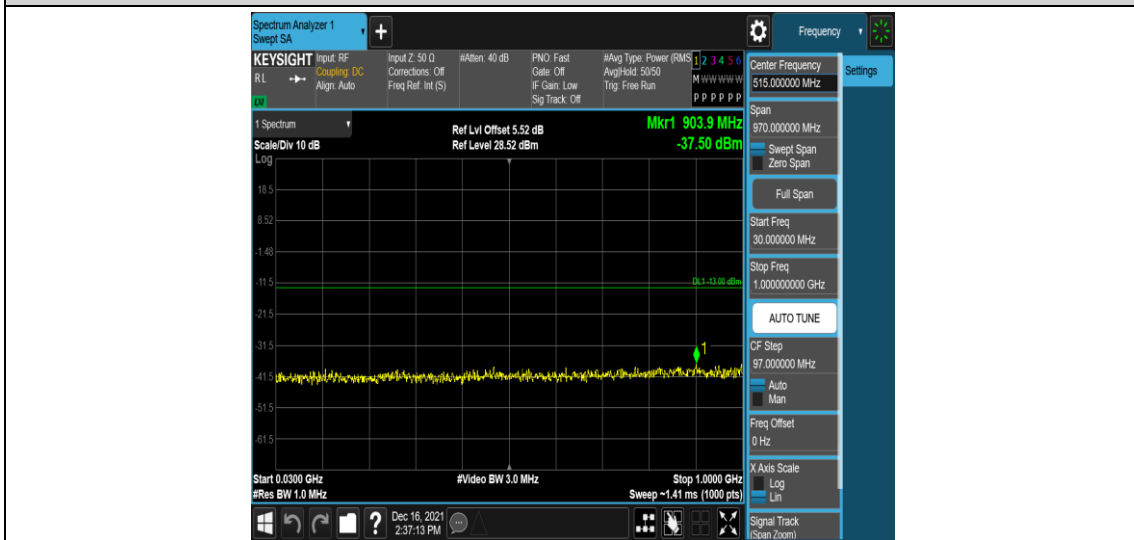 Spectrum Analyzer 1
Swept SA
+
Frequency
KEYSIGHT
RL
LXI
Input: RF
Coupling: DC
Align: Auto
Input Z: 50 Ω
Corrections: Off
Freq Ref: Int (S)
#Atten: 40 dB
PNO: Fast
Gate: Off
IF Gain: Low
Sig Track: Off
#Avg Type: Power (RMS
Avg|Hold: 50/50
Trig: Free Run
1 2 3 4 5 6
M W W W W W
P P P P P P
1 Spectrum
Scale/Div 10 dB
Ref Lvl Offset 5.52 dB
Ref Level 28.52 dBm
Mkr1 903.9 MHz
-37.50 dBm
Log
18.5
8.52
-1.48
-11.5
DL1 -13.00 dBm
-21.5
-31.5
1
-41.5
-51.5
-61.5
Start 0.0300 GHz
#Res BW 1.0 MHz
#Video BW 3.0 MHz
Stop 1.0000 GHz
Sweep ~1.41 ms (1000 pts)
?
Dec 16, 2021
2:37:13 PM
Center Frequency
515.000000 MHz
Settings
Span
970.000000 MHz
Swept Span
Zero Span
Full Span
Start Freq
30.000000 MHz
Stop Freq
1.000000000 GHz
AUTO TUNE
CF Step
97.000000 MHz
Auto
Man
Freq Offset
0 Hz
X Axis Scale
Log
Lin
Signal Track
(Span Zoom)